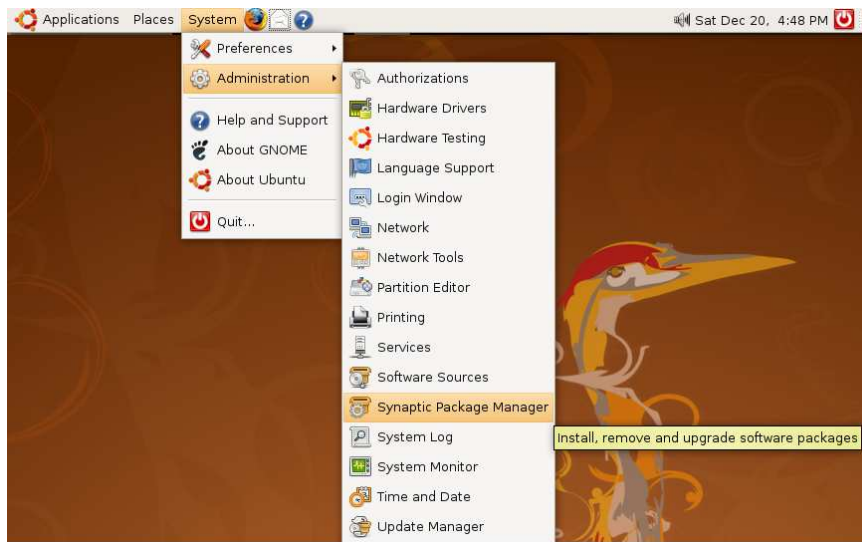 Applications Places System Sat Dec 20, 4:48 PM
Preferences
Administration
Help and Support
About GNOME
About Ubuntu
Quit...
Authorizations
Hardware Drivers
Hardware Testing
Language Support
Login Window
Network
Network Tools
Partition Editor
Printing
Services
Software Sources
Synaptic Package Manager
Install, remove and upgrade software packages
System Log
System Monitor
Time and Date
Update Manager